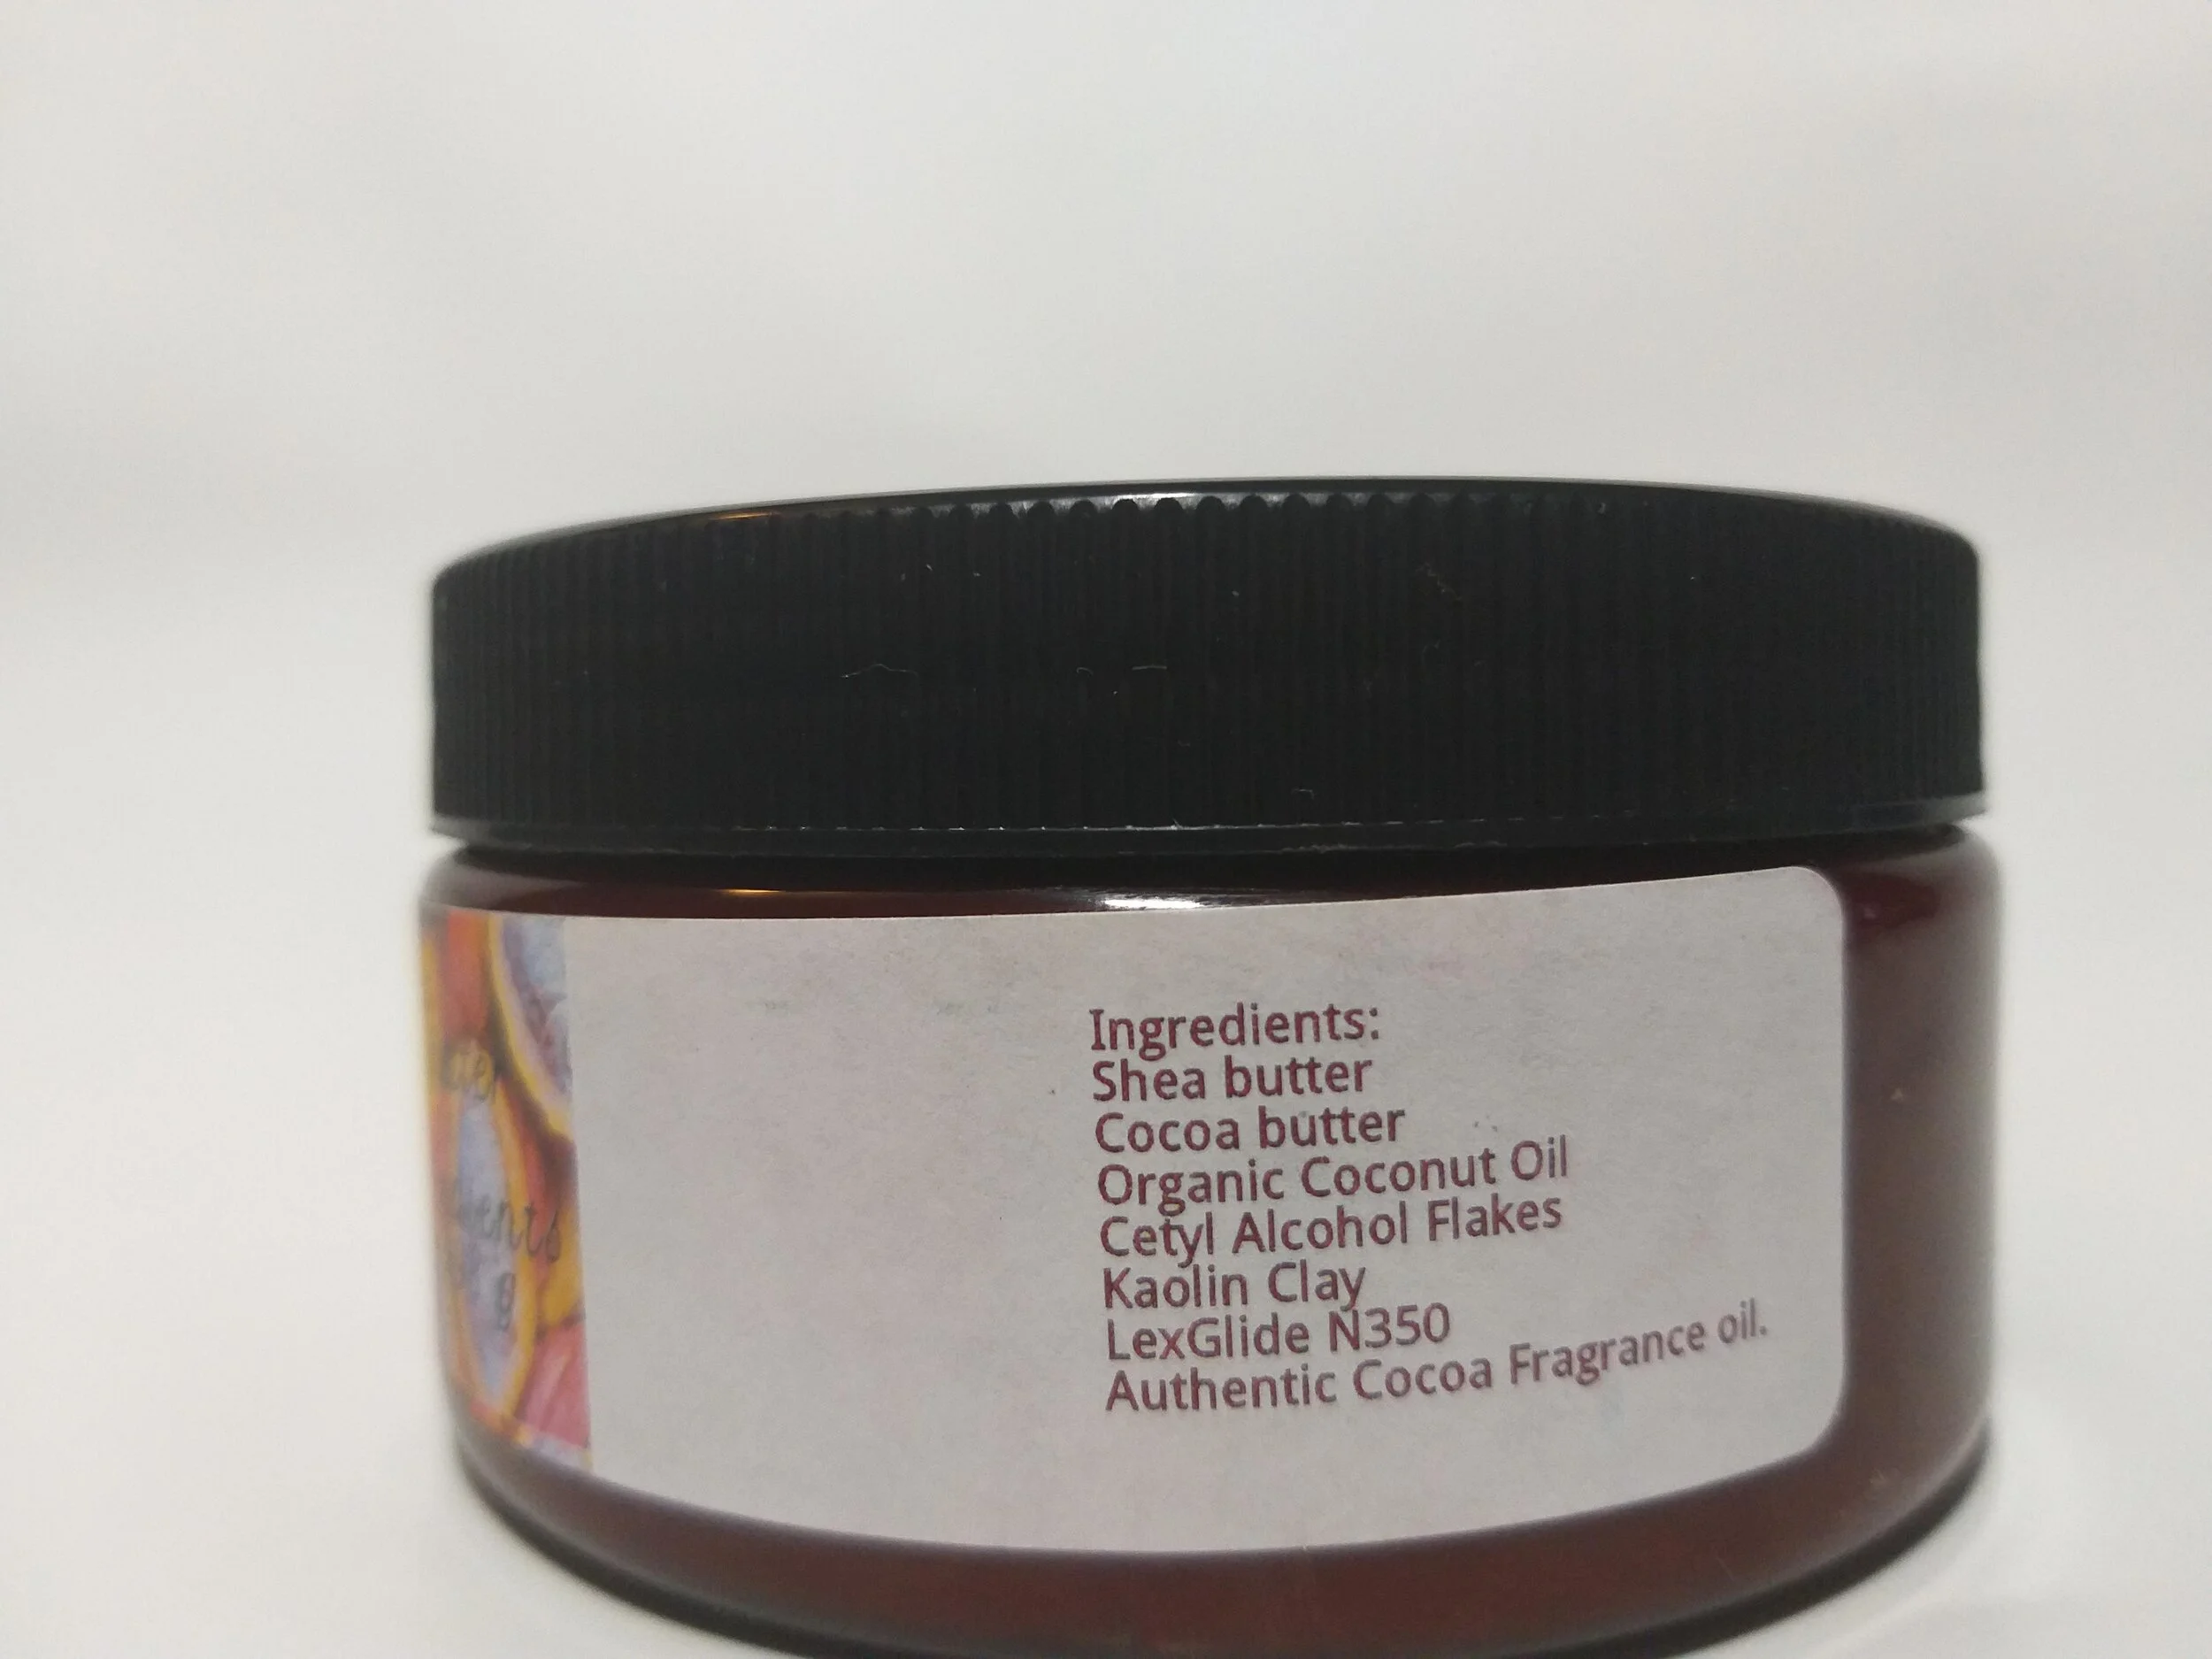 Ingredients:
Shea butter
Cocoa butter
Organic Coconut Oil
Cetyl Alcohol Flakes
Kaolin Clay
LexGlide N350
Authentic Cocoa Fragrance oil.